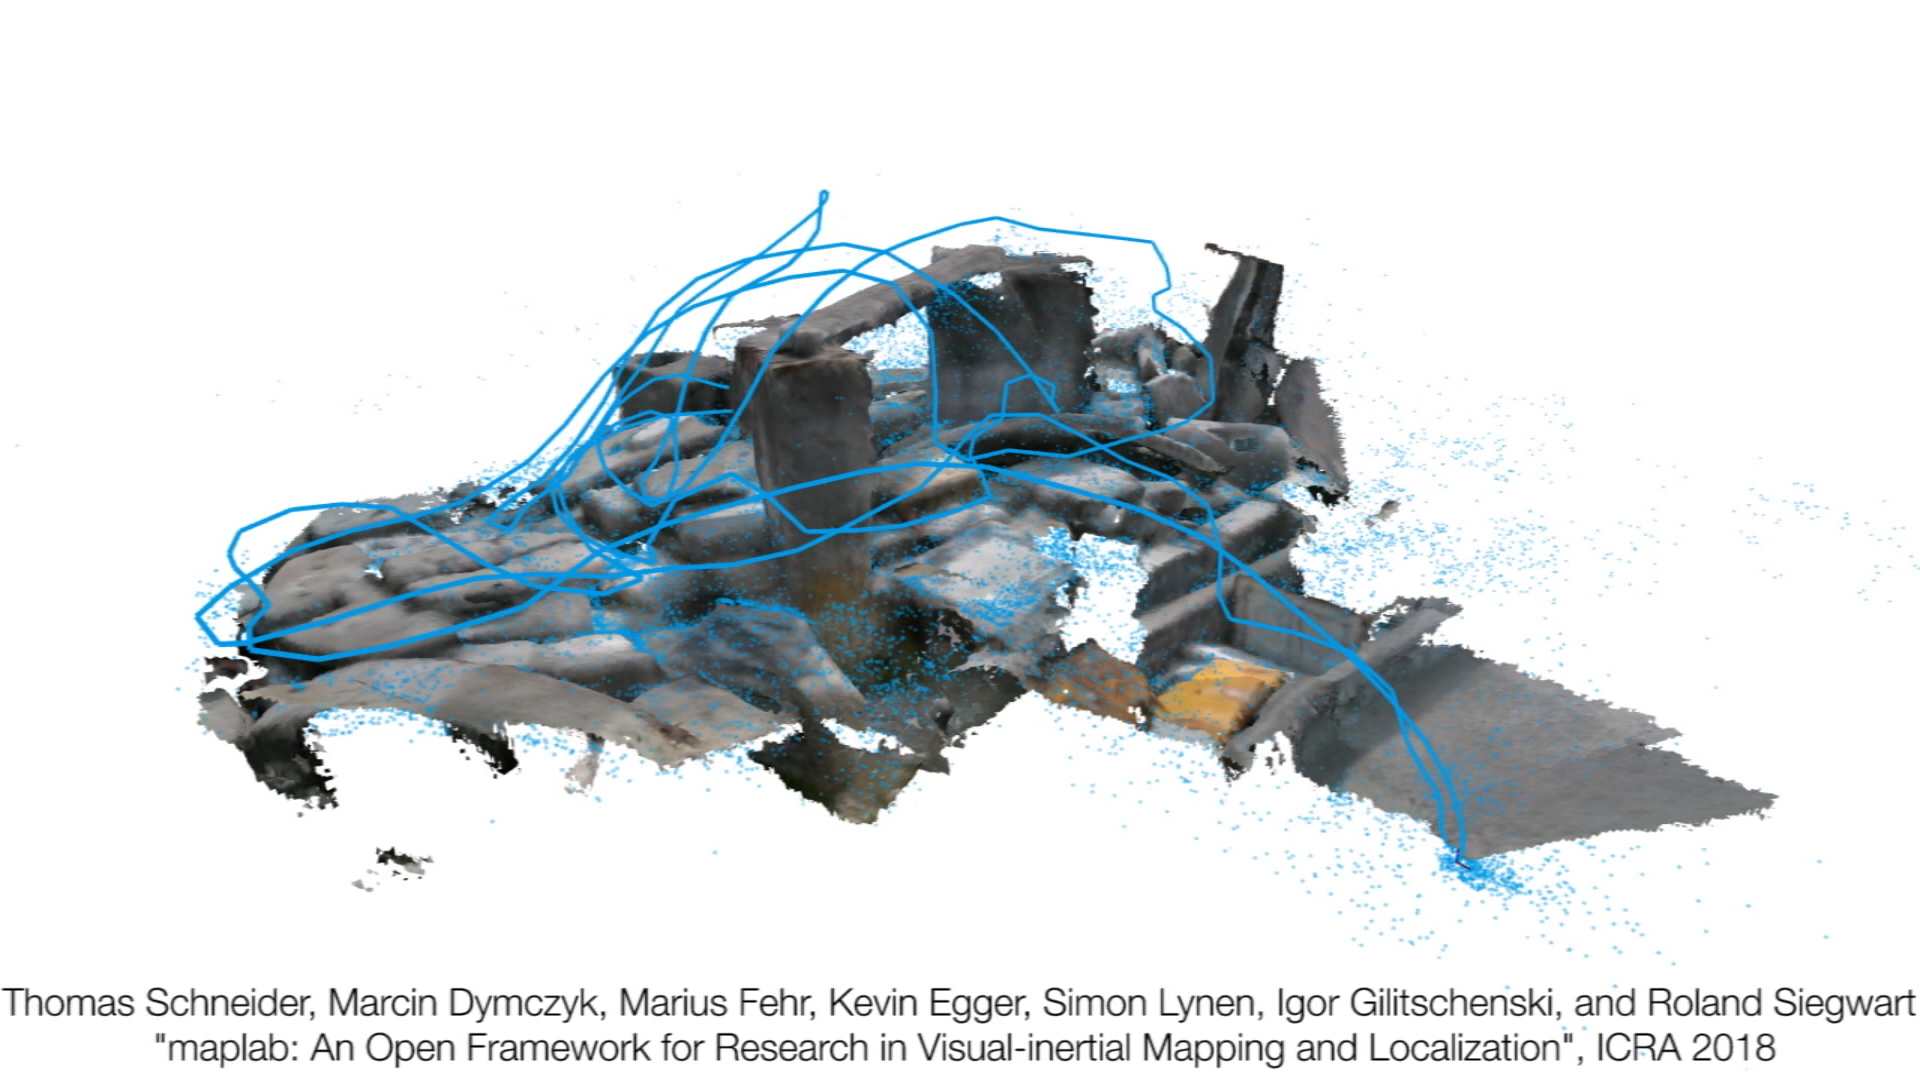 Thomas Schneider, Marcin Dymczyk, Marius Fehr, Kevin Egger, Simon Lynen, Igor Gilitschenski, and Roland Siegwart
"maplab: An Open Framework for Research in Visual-inertial Mapping and Localization", ICRA 2018